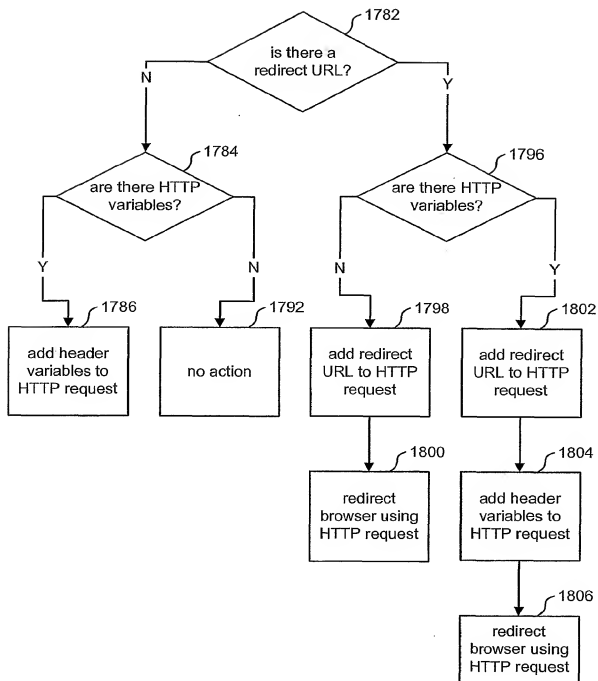 1782
is there a
redirect URL?
N
Y
1784
are there HTTP
variables?
1796
are there HTTP
variables?
Y
N
N
Y
1786
add header
variables to
HTTP request
1792
no action
1798
add redirect
URL to HTTP
request
1802
add redirect
URL to HTTP
request
1800
redirect
browser using
HTTP request
1804
add header
variables to
HTTP request
1806
redirect
browser using
HTTP request